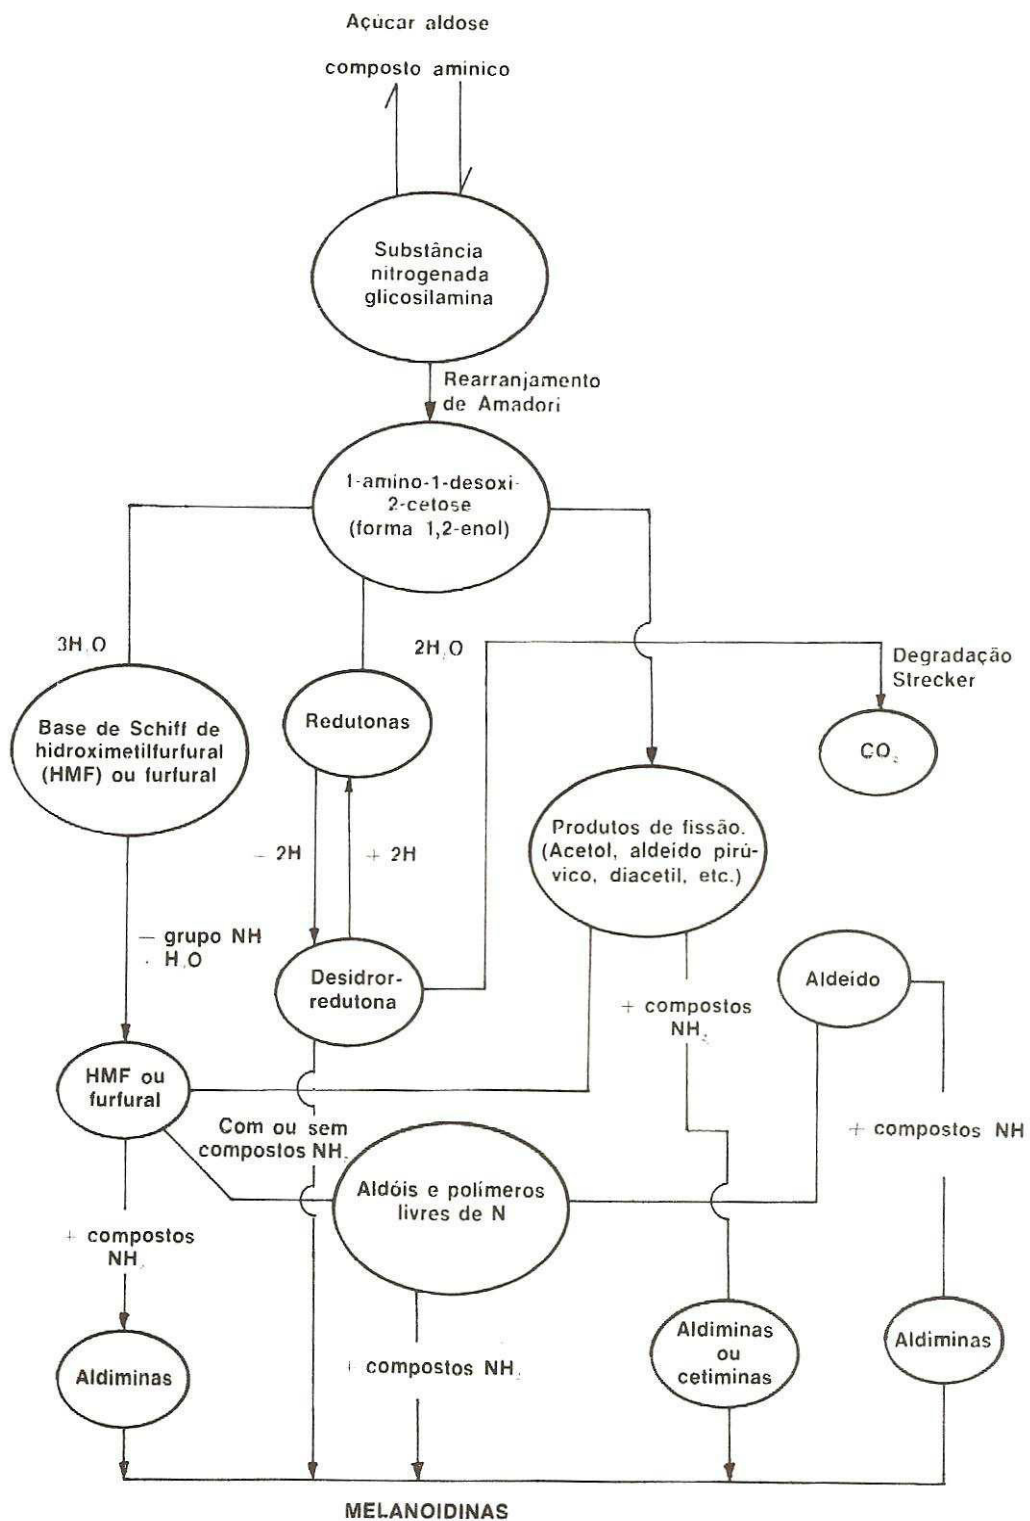 Açúcar aldose
composto amínico
Substância
nitrogenada
glicosilamina
Rearranjamento
de Amadori
1-amino-1-desoxi-
2-cetose
(forma 1,2-enol)
3H₂O
2H₂O
Degradação
Strecker
Base de Schiff de
hidroximetilfurfural
(HMF) ou furfural
Redutonas
CO₂
− 2H
+ 2H
Produtos de fissão.
(Acetol, aldeído pirú-
vico, diacetil, etc.)
− grupo NH
- H₂O
Desidror-
redutona
+ compostos
NH₂
Aldeído
HMF ou
furfural
Com ou sem
compostos NH₂
+ compostos NH
Aldóis e polímeros
livres de N
+ compostos
NH₂
Aldiminas
+ compostos NH₂
Aldiminas
ou
cetiminas
Aldiminas
MELANOIDINAS